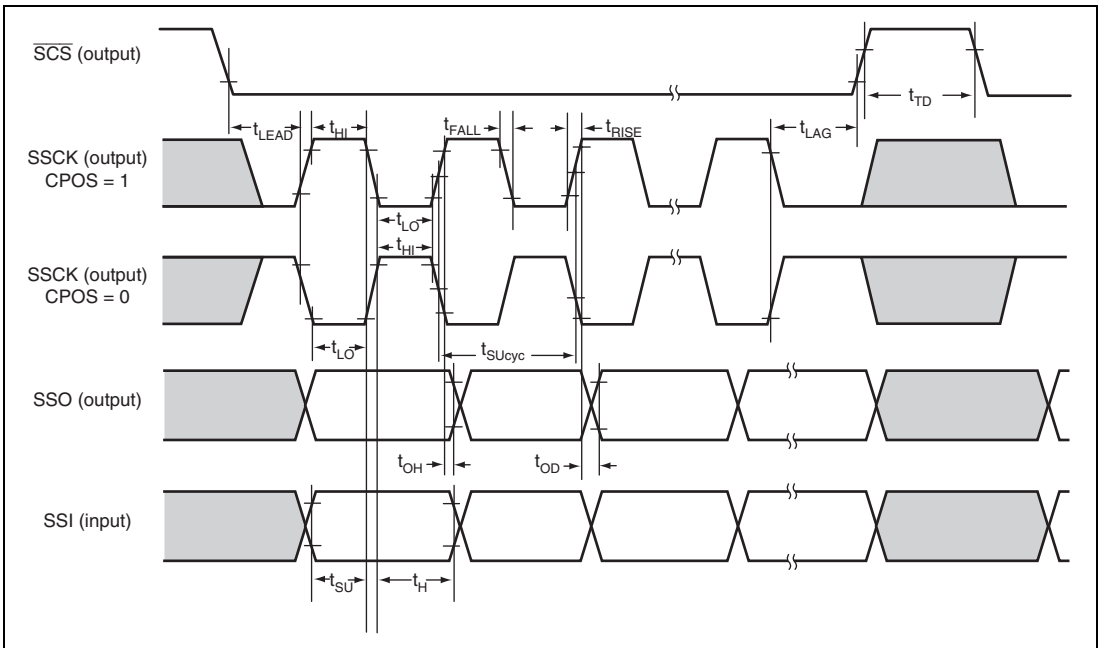 SCS (output)
tTD
tLEAD
tHI
tFALL
tRISE
tLAG
SSCK (output)
CPOS = 1
tLO
tHI
SSCK (output)
CPOS = 0
tLO
tSUcyc
SSO (output)
tOH
tOD
SSI (input)
tSU
tH